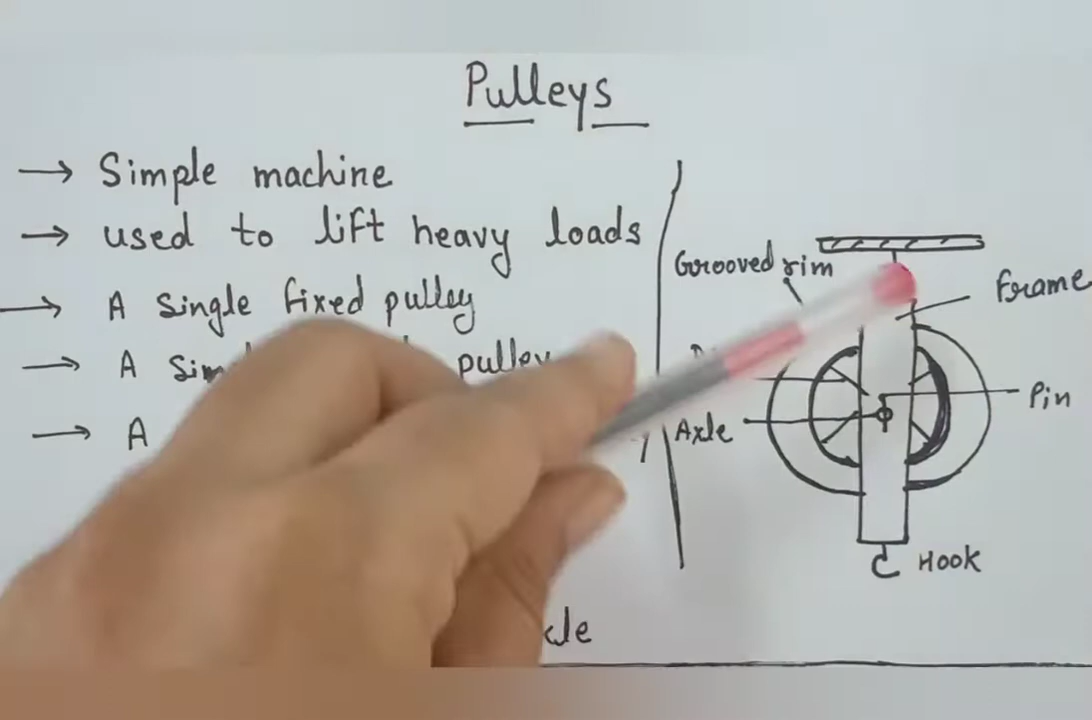 Pulleys
→ Simple machine
→ used to lift heavy loads
→ A single fixed pulley
→ A pulley
→ A
Grooved rim
Frame
Axle
Pin
Hook